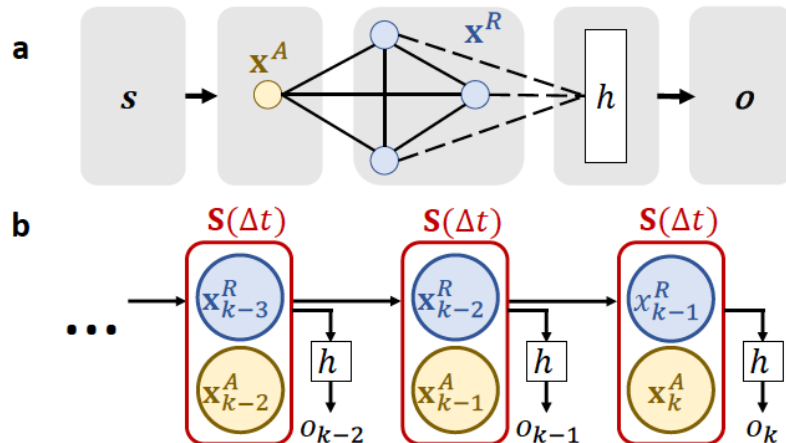 a
s
x^A
x^R
h
o
b
S(Δt) S(Δt) S(Δt)
... x^R_{k−3} x^R_{k−2} x^R_{k−1}
h h h
x^A_{k−2} x^A_{k−1} x^A_k
o_{k−2} o_{k−1} o_k